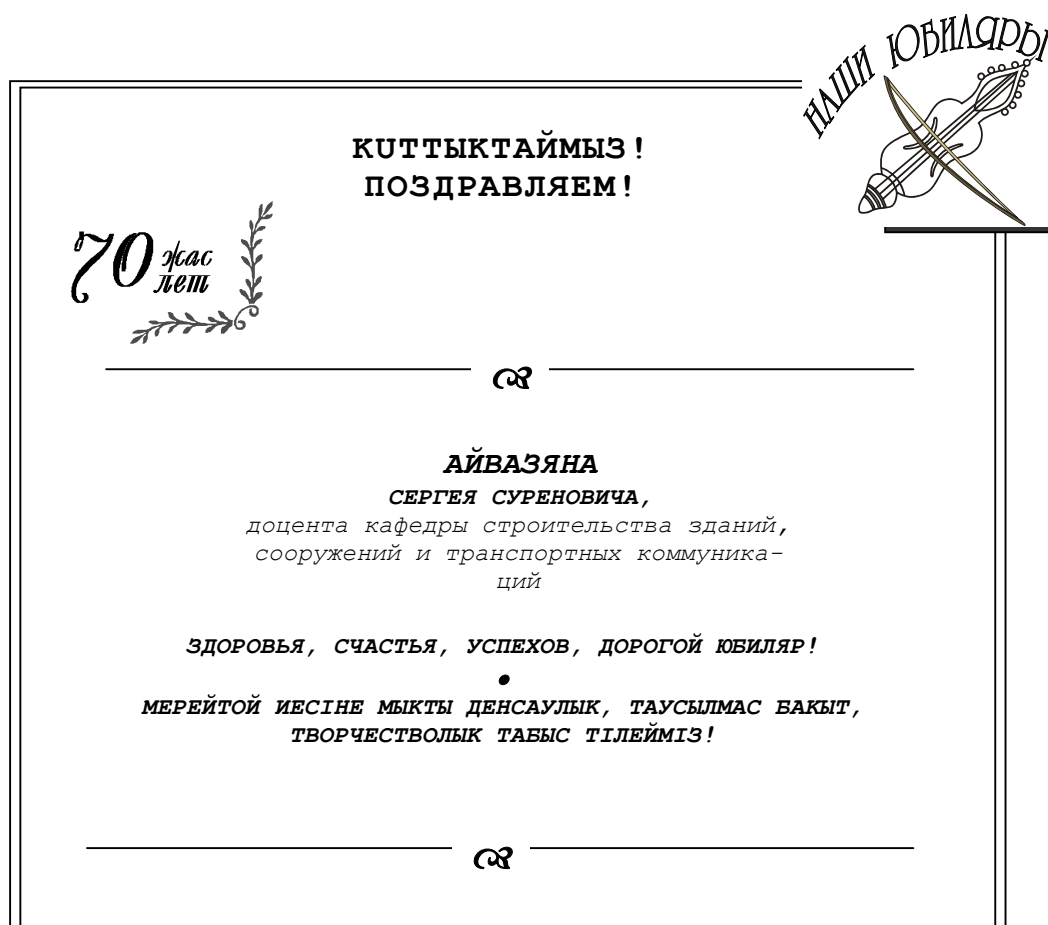 НАШИ ЮБИЛЯРЫ
КUТТЫКТАЙМЫЗ!
ПОЗДРАВЛЯЕМ!
70 жас
лет
АЙВАЗЯНА
СЕРГЕЯ СУРЕНОВИЧА,
доцента кафедры строительства зданий,
сооружений и транспортных коммуника-
ций
ЗДОРОВЬЯ, СЧАСТЬЯ, УСПЕХОВ, ДОРОГОЙ ЮБИЛЯР!
•
МЕРЕЙТОЙ ИЕСІНЕ МЫКТЫ ДЕНСАУЛЫК, ТАУСЫЛМАС БАКЫТ,
ТВОРЧЕСТВОЛЫК ТАБЫС ТІЛЕЙМІЗ!